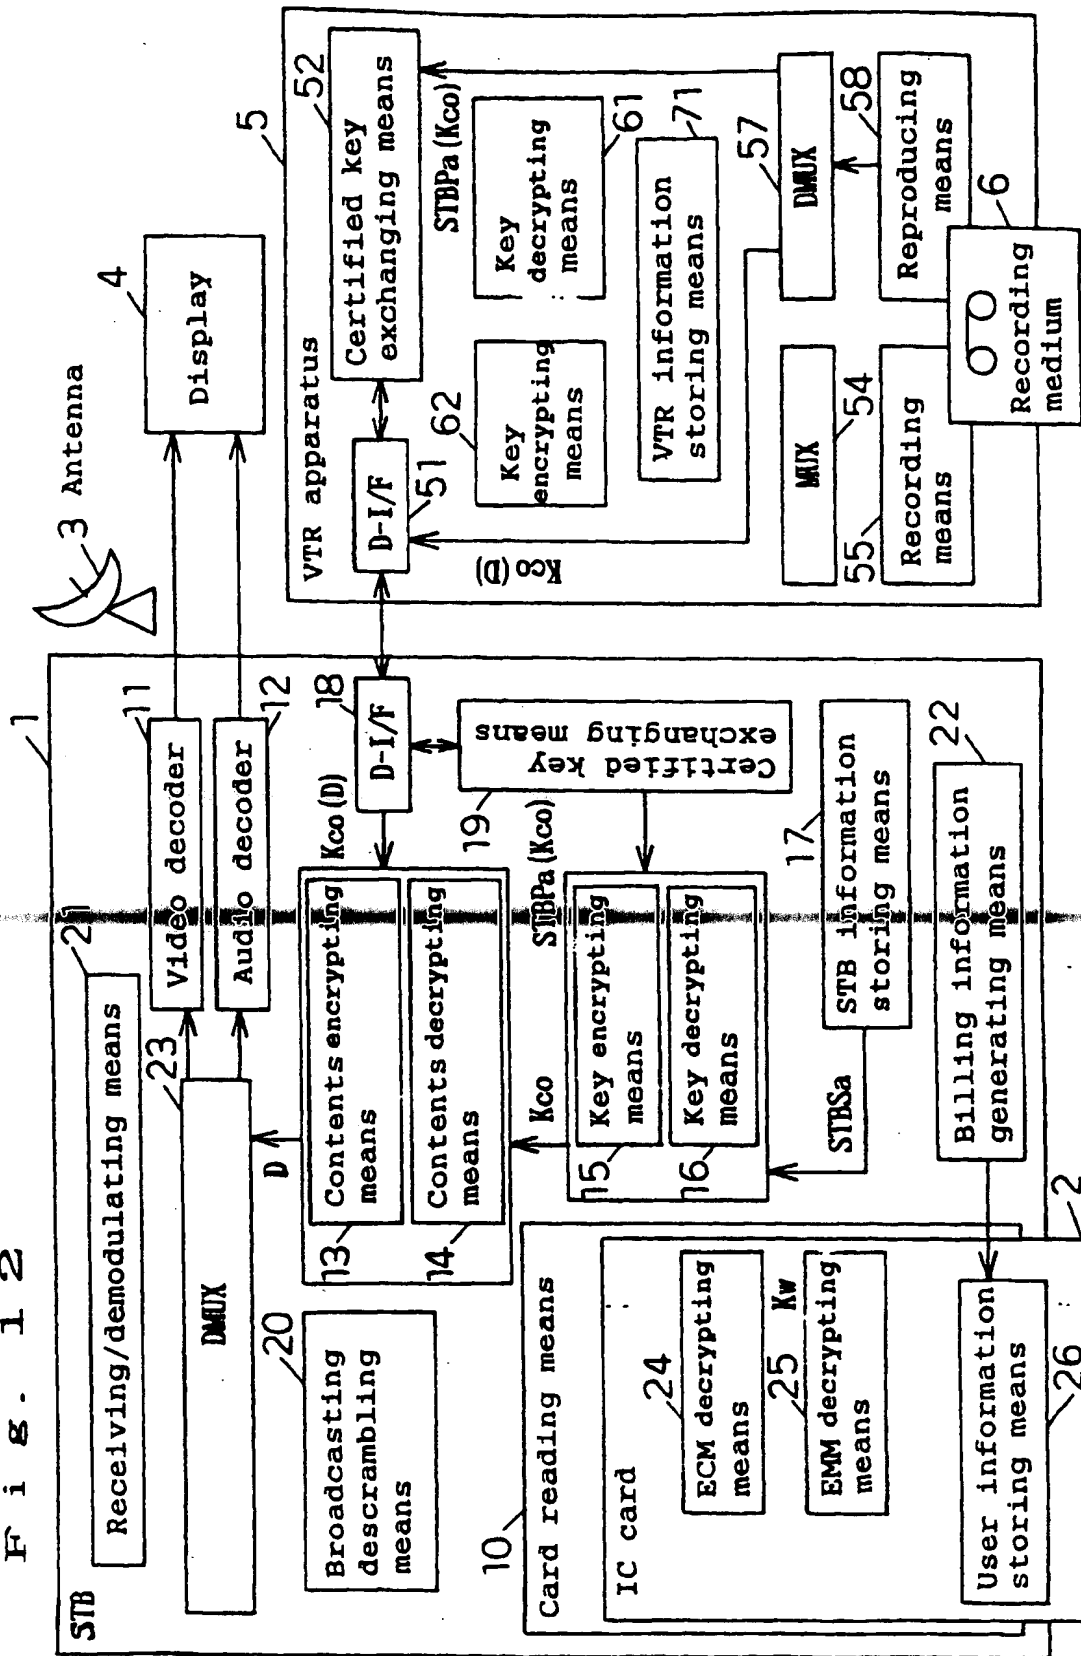 Fig. 12
STB
1
Receiving/demodulating means
21
DMUX
23
Video decoder
11
Audio decoder
12
3 Antenna
Display
4
Broadcasting
descrambling
means
20
D
Contents encrypting
means
13
Contents decrypting
means
14
Kco(D)
D-I/F
18
Certified key
exchanging means
19
Kco
STBPa(Kco)
Key encrypting
means
15
Key decrypting
means
16
STBSa
STB information
storing means
17
Billing information
generating means
22
Card reading means
10
IC card
2
ECM decrypting
means
24
Kw
EMM decrypting
means
25
User information
storing means
26
VTR apparatus
5
D-I/F
51
Certified key
exchanging means
52
STBPa(Kco)
Key
encrypting
means
62
Key
decrypting
means
61
VTR information
storing means
71
Kco(D)
MUX
54
DMUX
57
Recording
means
55
Reproducing
means
58
Recording
medium
6